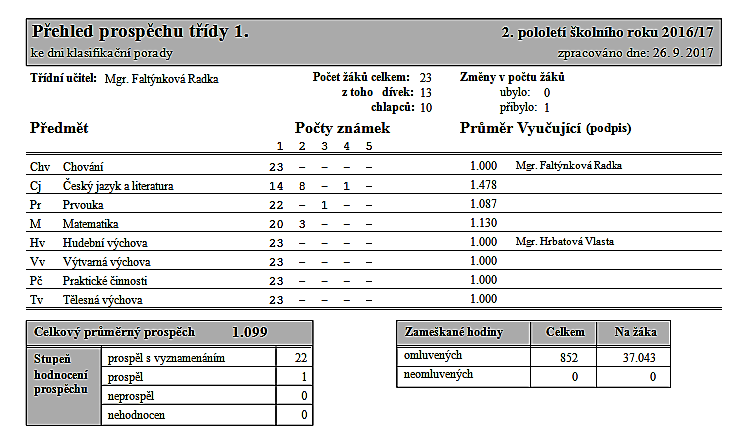 Přehled prospěchu třídy 1. 2. pololetí školního roku 2016/17
ke dni klasifikační porady zpracováno dne: 26. 9. 2017
Třídní učitel: Mgr. Faltýnková Radka Počet žáků celkem: 23 Změny v počtu žáků
z toho dívek: 13 ubylo: 0
chlapců: 10 přibylo: 1
Předmět Počty známek Průměr Vyučující (podpis)
1 2 3 4 5
Chv Chování 23 – – – – 1.000 Mgr. Faltýnková Radka
Cj Český jazyk a literatura 14 8 – 1 – 1.478
Pr Prvouka 22 – 1 – – 1.087
M Matematika 20 3 – – – 1.130
Hv Hudební výchova 23 – – – – 1.000 Mgr. Hrbatová Vlasta
Vv Výtvarná výchova 23 – – – – 1.000
Pč Praktické činnosti 23 – – – – 1.000
Tv Tělesná výchova 23 – – – – 1.000
Celkový průměrný prospěch 1.099
Stupeň hodnocení prospěchu
prospěl s vyznamenáním 22
prospěl 1
neprospěl 0
nehodnocen 0
Zameškané hodiny Celkem Na žáka
omluvených 852 37.043
neomluvených 0 0